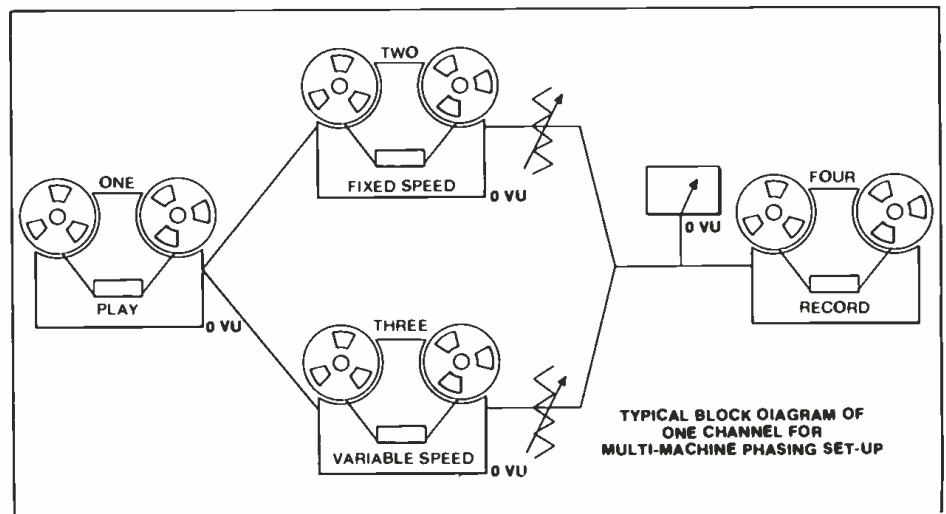 TWO
FIXED SPEED
0 VU
ONE
PLAY
0 VU
0 VU
FOUR
RECORD
THREE
VARIABLE SPEED
0 VU
TYPICAL BLOCK DIAGRAM OF
ONE CHANNEL FOR
MULTI-MACHINE PHASING SET-UP